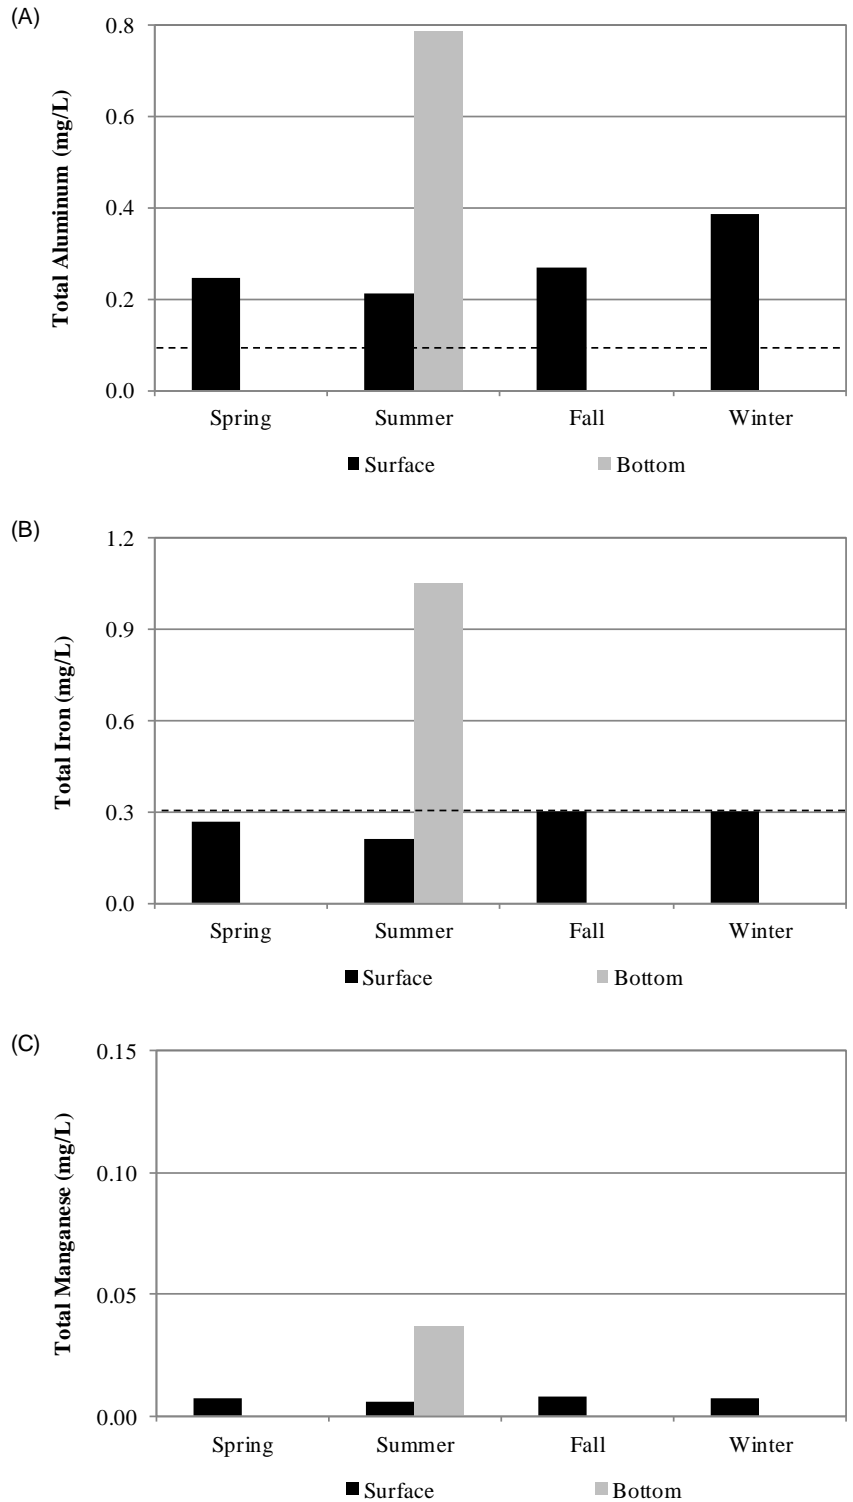 (A)
Total Aluminum (mg/L)
0.8
0.6
0.4
0.2
0.0
Spring Summer Fall Winter
Surface Bottom
(B)
Total Iron (mg/L)
1.2
0.9
0.6
0.3
0.0
Spring Summer Fall Winter
Surface Bottom
(C)
Total Manganese (mg/L)
0.15
0.10
0.05
0.00
Spring Summer Fall Winter
Surface Bottom